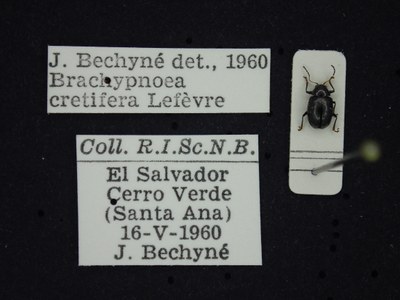 J. Bechyné det., 1960
Brachypnoea
cretifera Lefèvre
Coll. R.I.Sc.N.B.
El Salvador
Cerro Verde
(Santa Ana)
16-V-1960
J. Bechyné